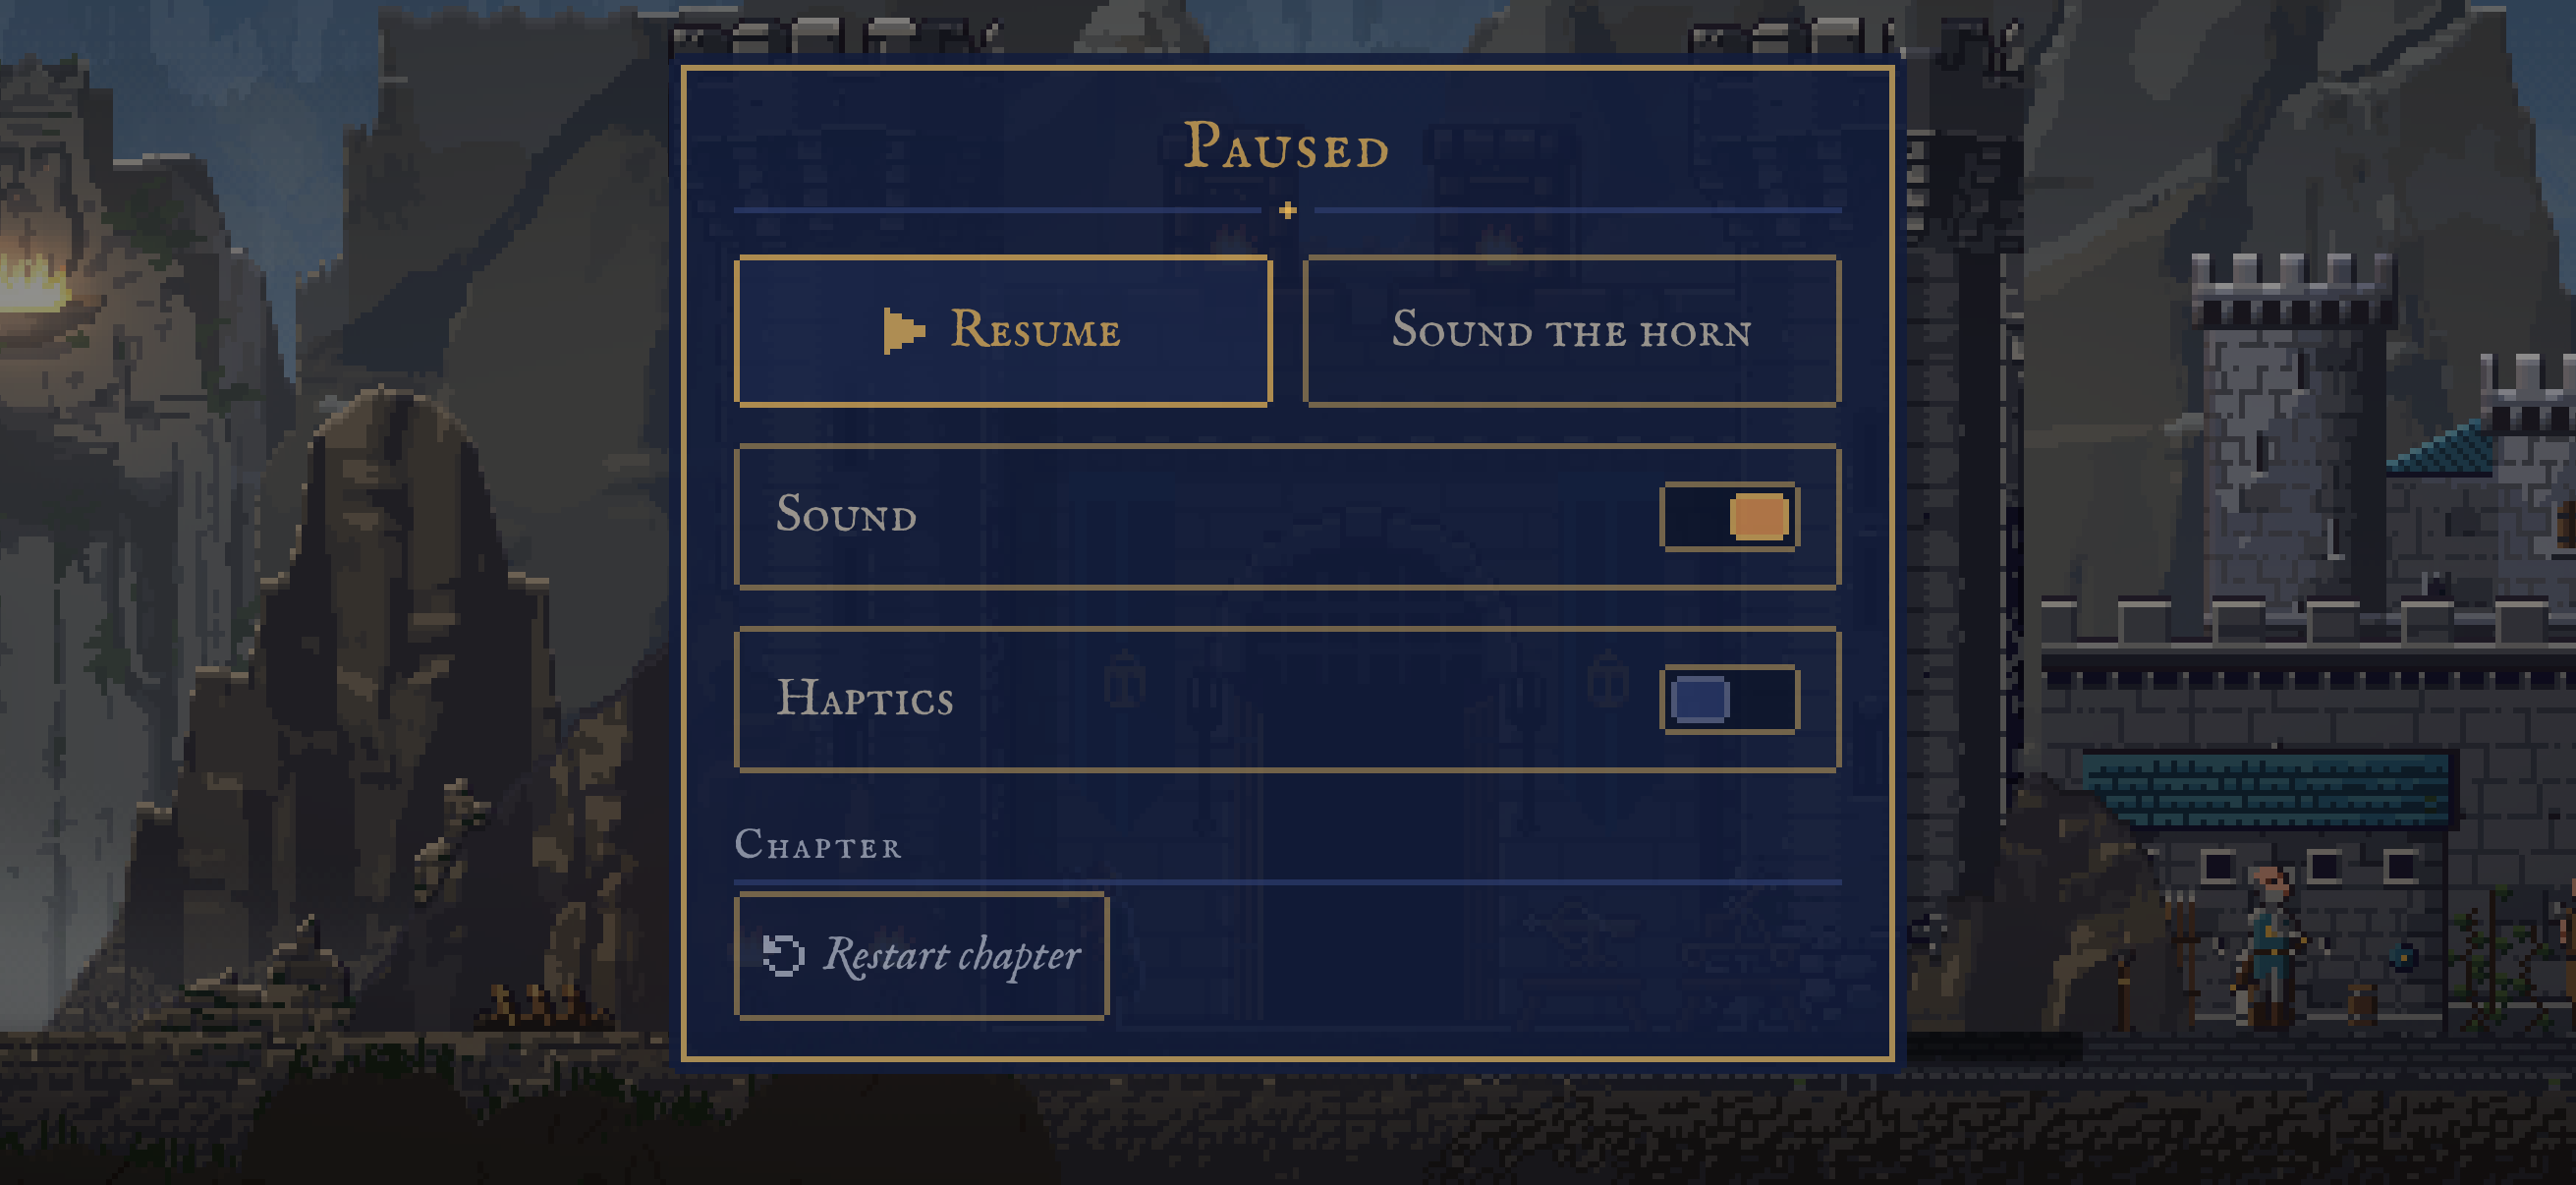 Paused
Resume
Sound the horn
Sound
Haptics
Chapter
Restart chapter